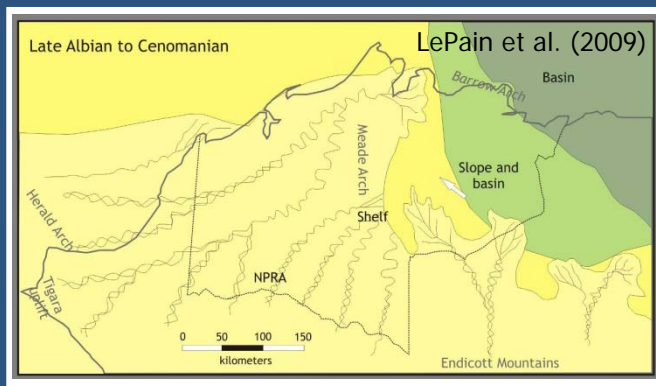 Late Albian to Cenomanian
LePain et al. (2009)
Barrow Arch
Basin
Meade Arch
Slope and
basin
Herald Arch
Shelf
Tigara
Uplift
NPRA
0 50 100 150
kilometers
Endicott Mountains